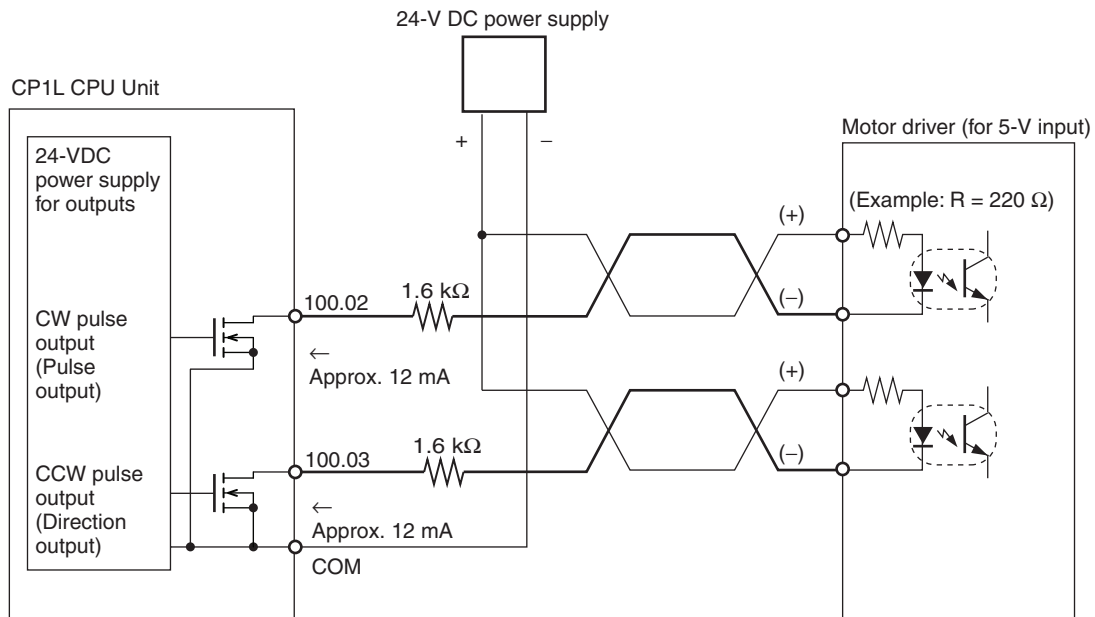 24-V DC power supply
CP1L CPU Unit
+
−
Motor driver (for 5-V input)
24-VDC
power supply
for outputs
(Example: R = 220 Ω)
(+)
1.6 kΩ
100.02
(−)
CW pulse
output
(Pulse
output)
←
Approx. 12 mA
(+)
1.6 kΩ
100.03
(−)
CCW pulse
output
(Direction
output)
←
Approx. 12 mA
COM